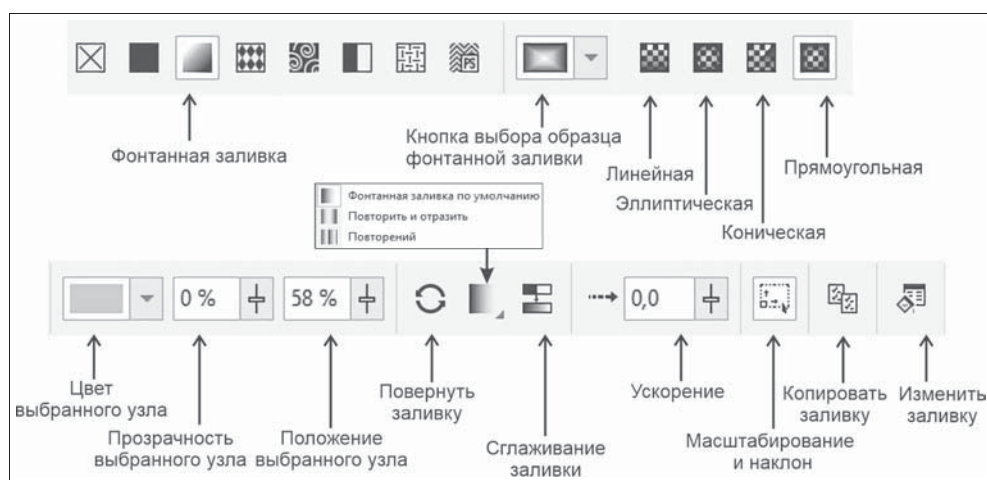 PS
Фонтанная заливка
Кнопка выбора образца
фонтанной заливки
Линейная
Эллиптическая
Коническая
Прямоугольная
Фонтанная заливка по умолчанию
Повторить и отразить
Повторений
0 %
58 %
0,0
Цвет
выбранного узла
Прозрачность
выбранного узла
Положение
выбранного узла
Повернуть
заливку
Сглаживание
заливки
Ускорение
Масштабирование
и наклон
Копировать
заливку
Изменить
заливку